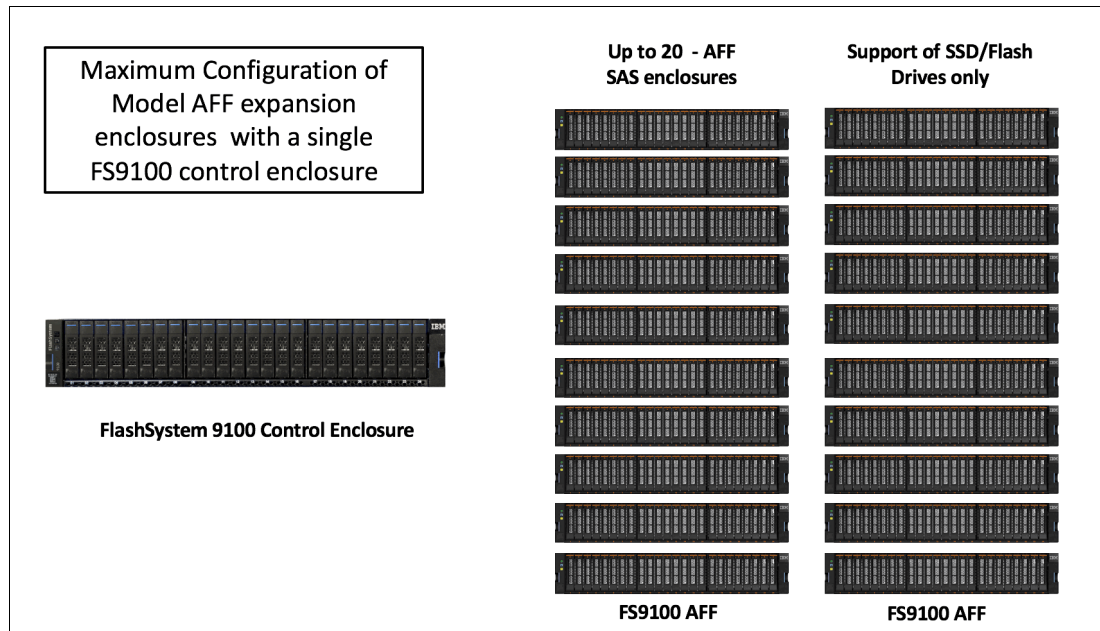 Maximum Configuration of
Model AFF expansion
enclosures with a single
FS9100 control enclosure
Up to 20 - AFF
SAS enclosures
Support of SSD/Flash
Drives only
IBM
FlashSystem 9100 Control Enclosure
FS9100 AFF
FS9100 AFF